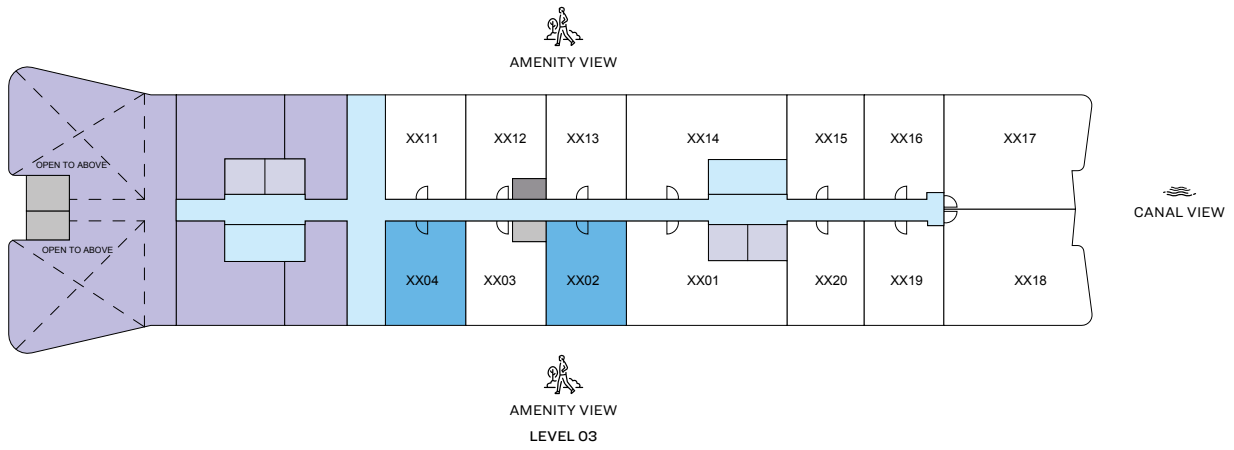 AMENITY VIEW
XX11
XX12
XX13
XX14
XX15
XX16
XX17
OPEN TO ABOVE
CANAL VIEW
OPEN TO ABOVE
XX04
XX03
XX02
XX01
XX20
XX19
XX18
AMENITY VIEW
LEVEL 03